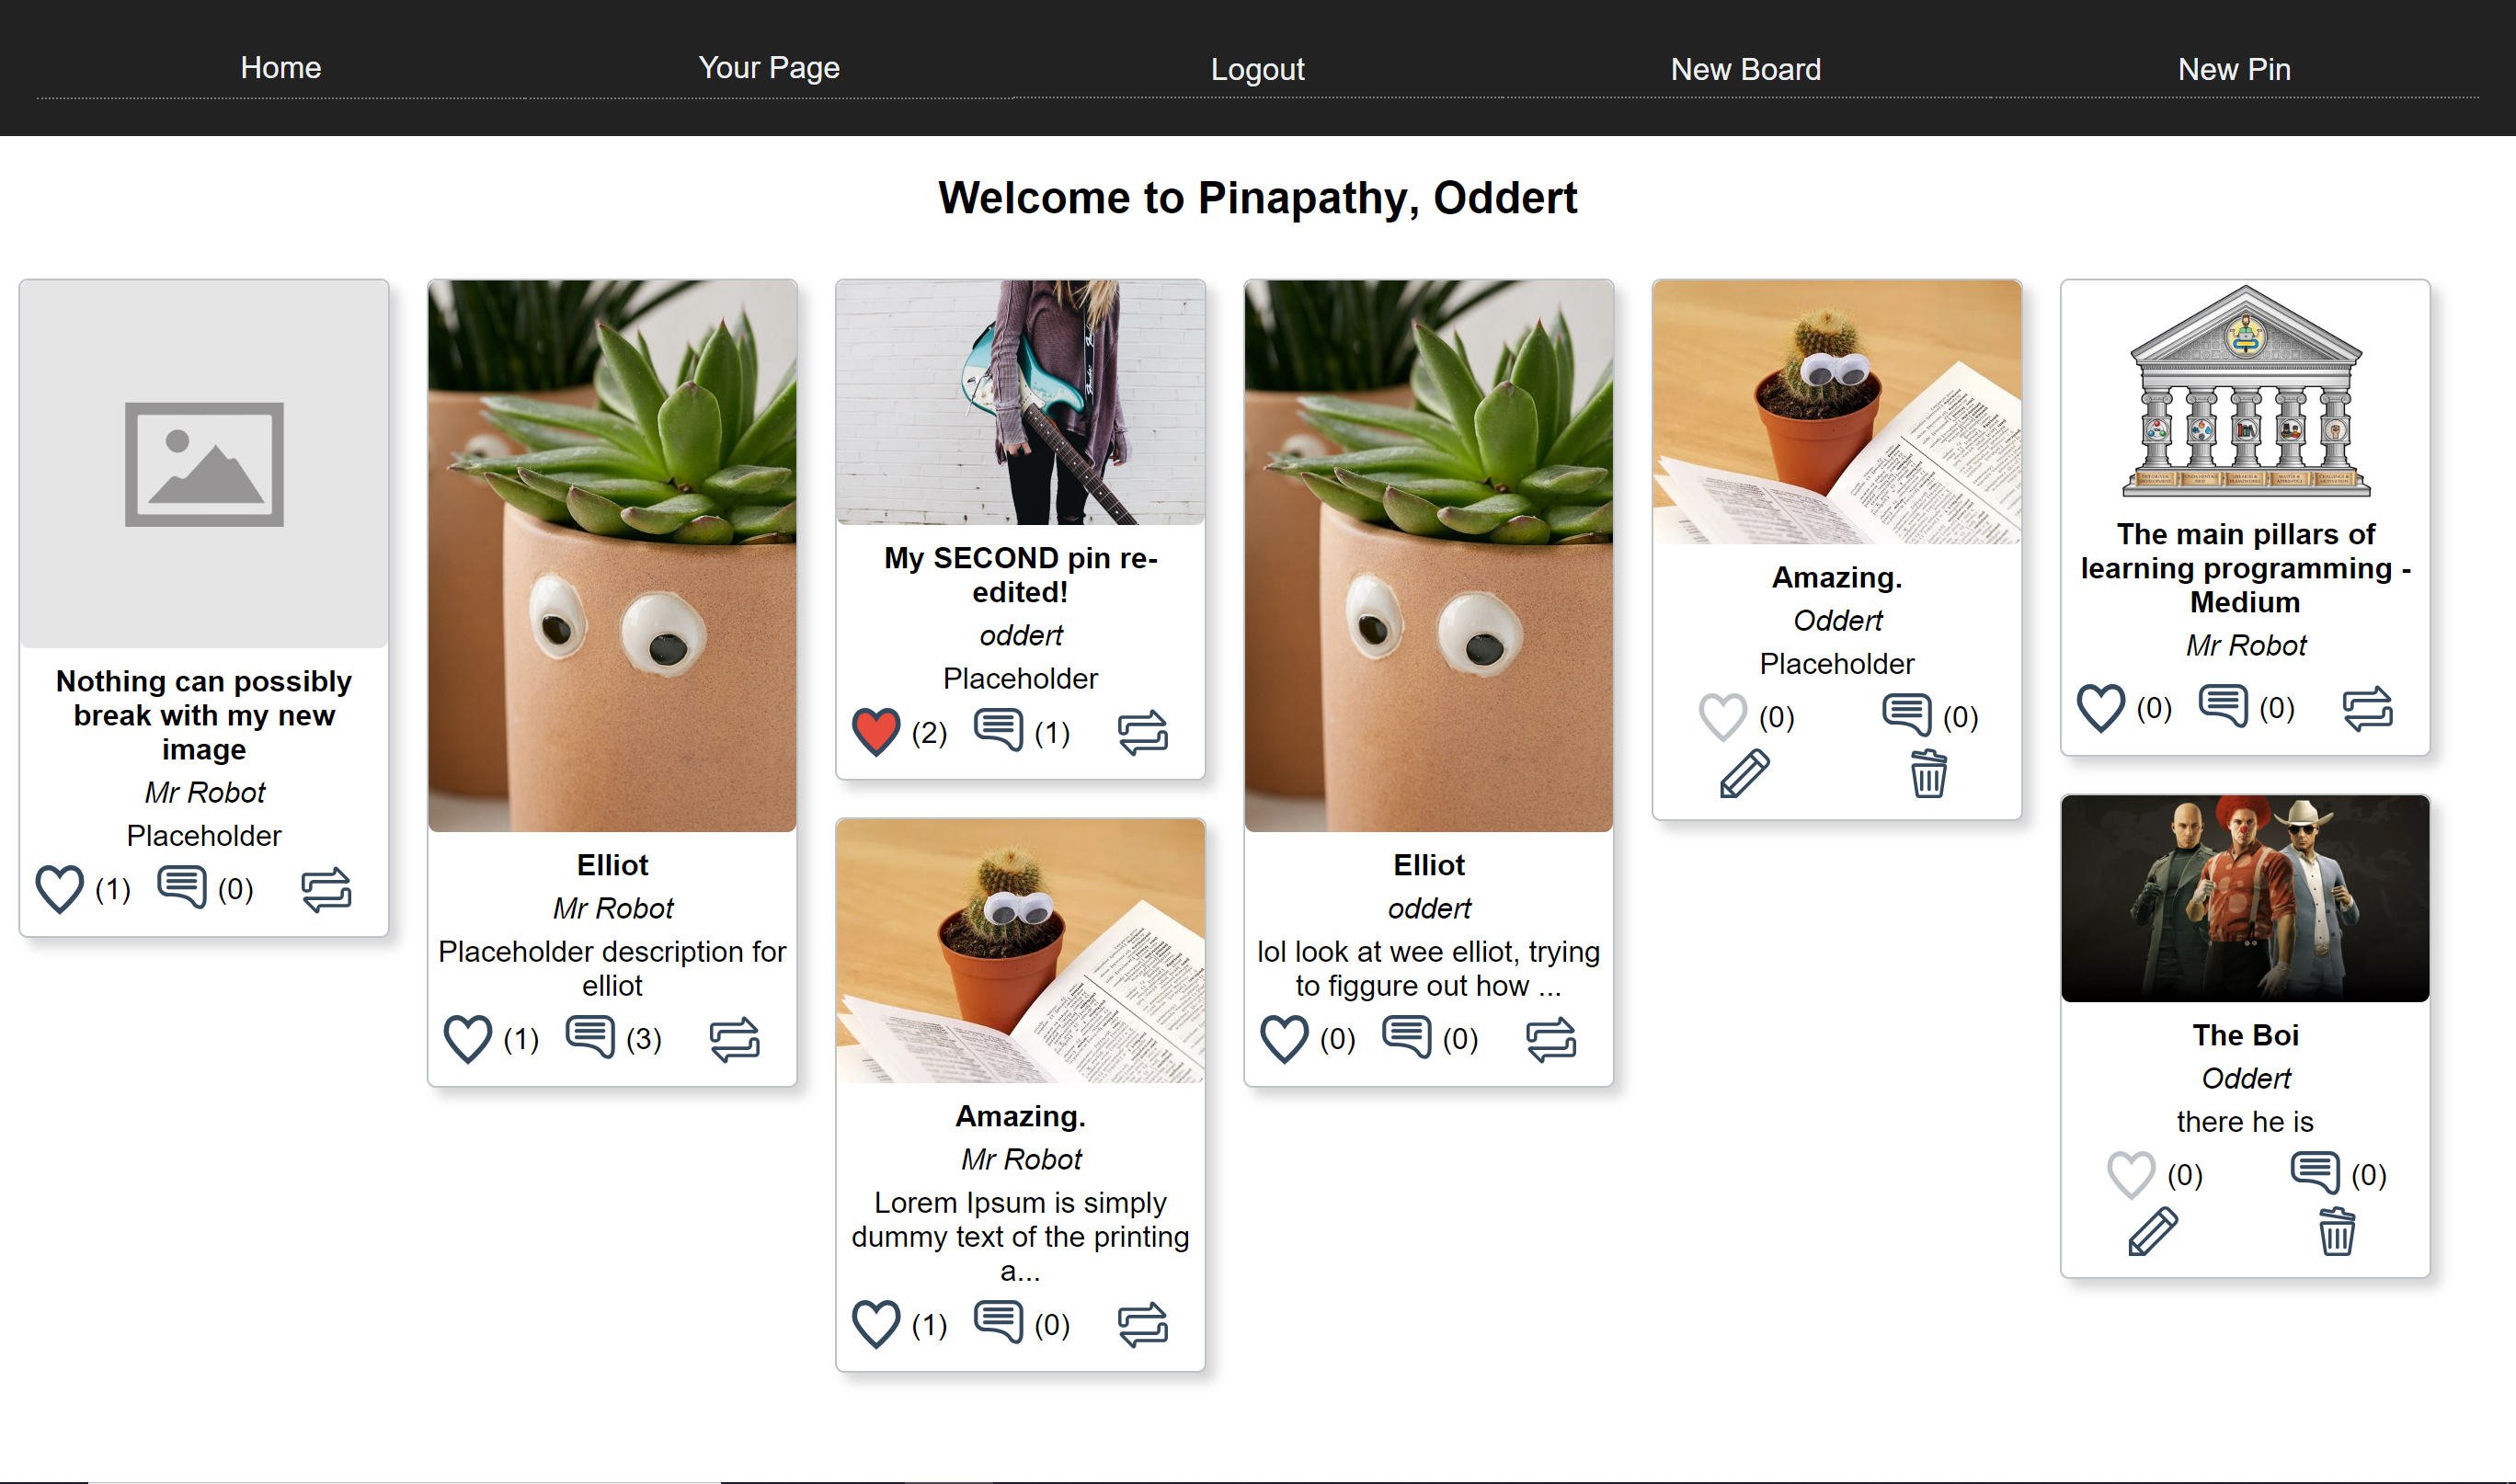 Home
Your Page
Logout
New Board
New Pin
Welcome to Pinapathy, Oddert
Nothing can possibly
break with my new
image
Mr Robot
Placeholder
(1)
(0)
Elliot
Mr Robot
Placeholder description for
elliot
(1)
(3)
My SECOND pin re-
edited!
oddert
Placeholder
(2)
(1)
Amazing.
Mr Robot
Lorem Ipsum is simply
dummy text of the printing
a...
(1)
(0)
Elliot
oddert
lol look at wee elliot, trying
to figgure out how ...
(0)
(0)
Amazing.
Oddert
Placeholder
(0)
(0)
The main pillars of
learning programming -
Medium
Mr Robot
(0)
(0)
The Boi
Oddert
there he is
(0)
(0)